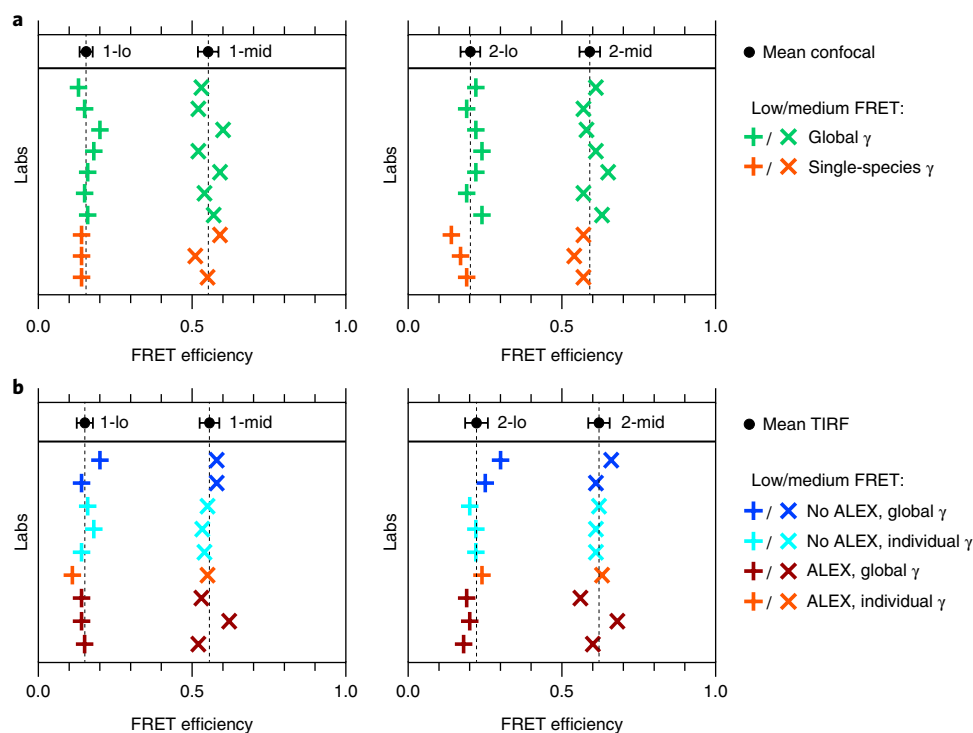 a
1-lo 1-mid
2-lo 2-mid
Mean confocal
Low/medium FRET:
/ Global γ
/ Single-species γ
Labs
0.0 0.5 1.0
FRET efficiency
0.0 0.5 1.0
FRET efficiency
b
1-lo 1-mid
2-lo 2-mid
Mean TIRF
Low/medium FRET:
/ No ALEX, global γ
/ No ALEX, individual γ
/ ALEX, global γ
/ ALEX, individual γ
Labs
Labs
Labs
0.0 0.5 1.0
FRET efficiency
0.0 0.5 1.0
FRET efficiency